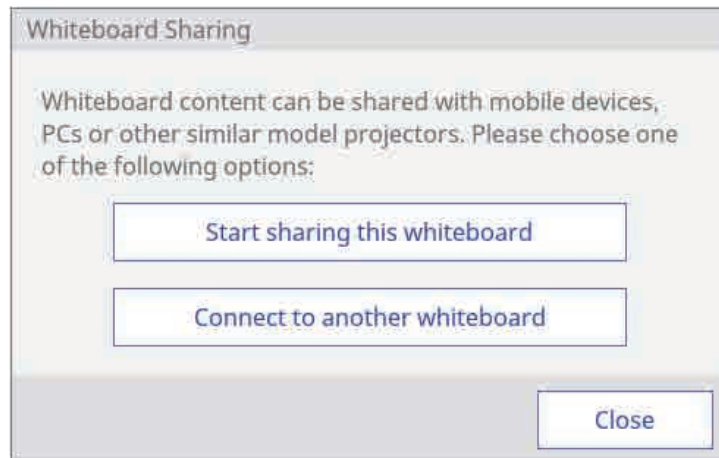 Whiteboard Sharing
Whiteboard content can be shared with mobile devices,
PCs or other similar model projectors. Please choose one
of the following options:
Start sharing this whiteboard
Connect to another whiteboard
Close